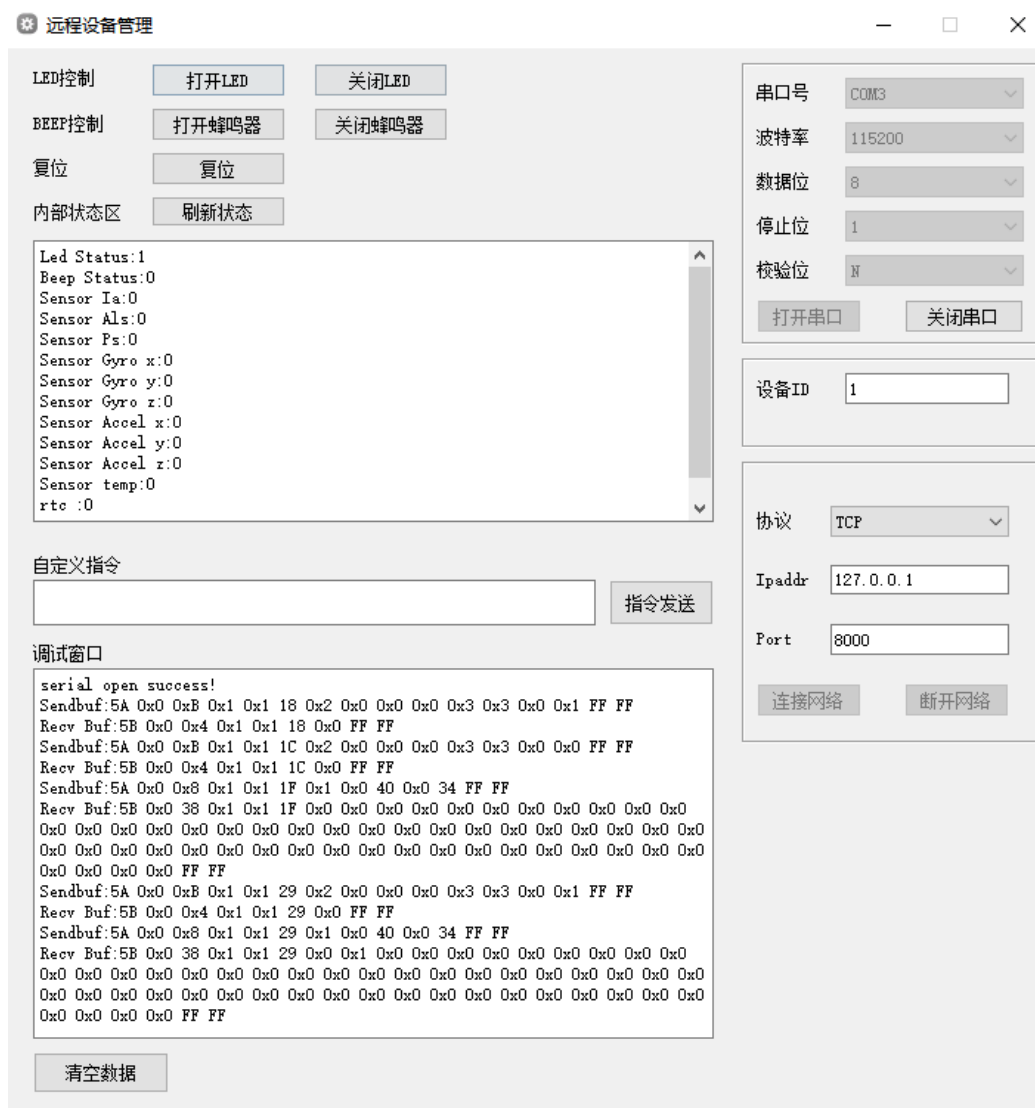 远程设备管理
LED控制 打开LED 关闭LED
BEEP控制 打开蜂鸣器 关闭蜂鸣器
复位 复位
内部状态区 刷新状态
Led Status:1
Beep Status:0
Sensor Ia:0
Sensor Als:0
Sensor Ps:0
Sensor Gyro x:0
Sensor Gyro y:0
Sensor Gyro z:0
Sensor Accel x:0
Sensor Accel y:0
Sensor Accel z:0
Sensor temp:0
rtc :0
自定义指令
指令发送
调试窗口
serial open success!
Sendbuf:5A 0x0 0xB 0x1 0x1 18 0x2 0x0 0x0 0x0 0x3 0x3 0x0 0x1 FF FF
Recv Buf:5B 0x0 0x4 0x1 0x1 18 0x0 FF FF
Sendbuf:5A 0x0 0xB 0x1 0x1 1C 0x2 0x0 0x0 0x0 0x3 0x3 0x0 0x0 FF FF
Recv Buf:5B 0x0 0x4 0x1 0x1 1C 0x0 FF FF
Sendbuf:5A 0x0 0x8 0x1 0x1 1F 0x1 0x0 40 0x0 34 FF FF
Recv Buf:5B 0x0 38 0x1 0x1 1F 0x0 0x0 0x0 0x0 0x0 0x0 0x0 0x0 0x0 0x0 0x0
0x0 0x0 0x0 0x0 0x0 0x0 0x0 0x0 0x0 0x0 0x0 0x0 0x0 0x0 0x0 0x0 0x0 0x0 0x0
0x0 0x0 0x0 0x0 0x0 0x0 0x0 0x0 0x0 0x0 0x0 0x0 0x0 0x0 0x0 0x0 0x0 0x0 0x0
0x0 0x0 0x0 0x0 FF FF
Sendbuf:5A 0x0 0xB 0x1 0x1 29 0x2 0x0 0x0 0x0 0x3 0x3 0x0 0x1 FF FF
Recv Buf:5B 0x0 0x4 0x1 0x1 29 0x0 FF FF
Sendbuf:5A 0x0 0x8 0x1 0x1 29 0x1 0x0 40 0x0 34 FF FF
Recv Buf:5B 0x0 38 0x1 0x1 29 0x0 0x1 0x0 0x0 0x0 0x0 0x0 0x0 0x0 0x0 0x0
0x0 0x0 0x0 0x0 0x0 0x0 0x0 0x0 0x0 0x0 0x0 0x0 0x0 0x0 0x0 0x0 0x0 0x0 0x0
0x0 0x0 0x0 0x0 0x0 0x0 0x0 0x0 0x0 0x0 0x0 0x0 0x0 0x0 0x0 0x0 0x0 0x0 0x0
0x0 0x0 0x0 0x0 FF FF
清空数据
串口号 COM3
波特率 115200
数据位 8
停止位 1
校验位 N
打开串口 关闭串口
设备ID 1
协议 TCP
Ipaddr 127.0.0.1
Port 8000
连接网络 断开网络